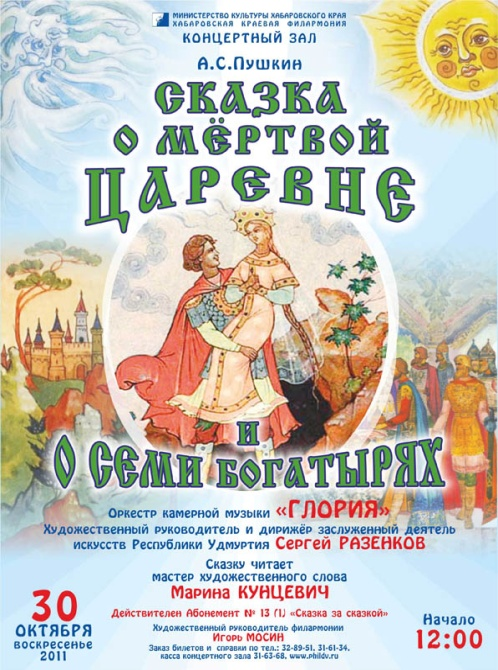 МИНИСТЕРСТВО КУЛЬТУРЫ ХАБАРОВСКОГО КРАЯ
ХАБАРОВСКАЯ КРАЕВАЯ ФИЛАРМОНИЯ
КОНЦЕРТНЫЙ ЗАЛ
А.С.Пушкин
СКАЗКА
О МЁРТВОЙ
ЦАРЕВНЕ
И
О СЕМИ БОГАТЫРЯХ
Оркестр камерной музыки «ГЛОРИЯ»
Художественный руководитель и дирижёр заслуженный деятель
искусств Республики Удмуртия Сергей РАЗЕНКОВ
Сказку читает
мастер художественного слова
Марина КУНЦЕВИЧ
Действителен Абонемент № 13 (1) «Сказка за сказкой»
Художественный руководитель филармонии
Игорь МОСИН
Заказ билетов и справки по тел.: 32-89-51, 31-61-34,
касса концертного зала 31-63-68, www.phildv.ru
30
ОКТЯБРЯ
воскресенье
2011
Начало
12:00